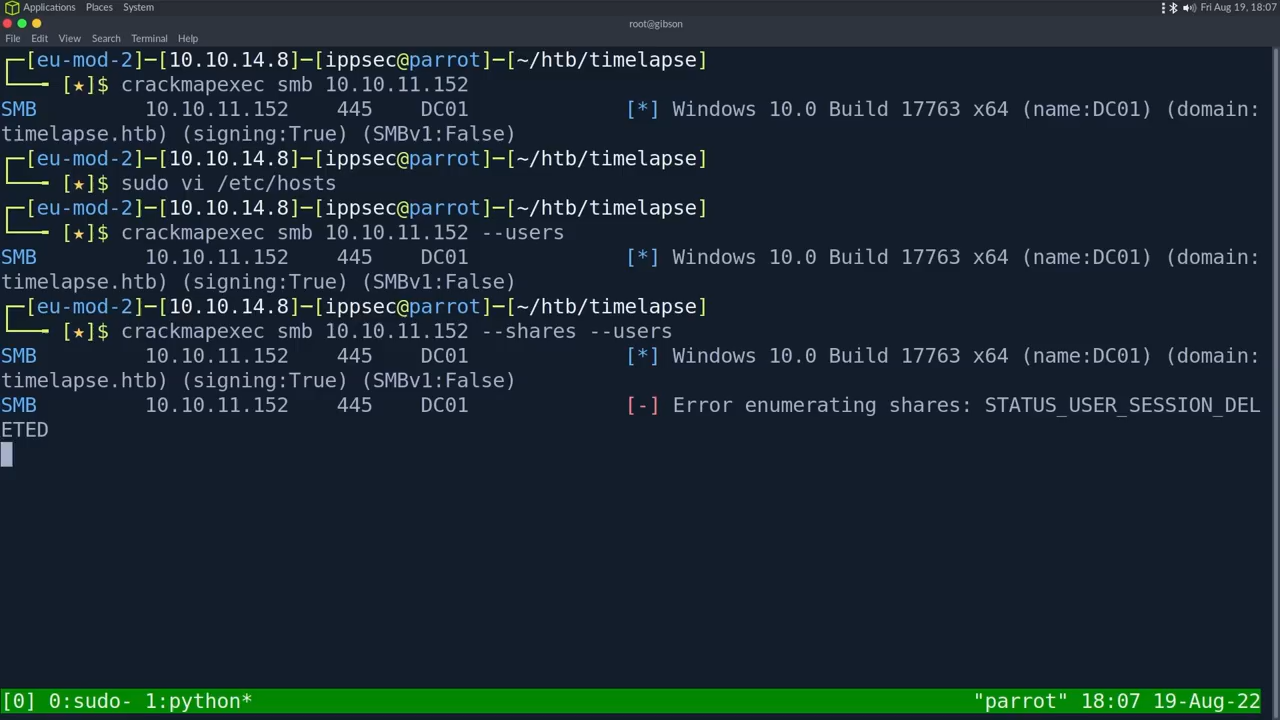 Applications Places System Fri Aug 19, 18:07
root@gibson
File Edit View Search Terminal Help
┌─[eu-mod-2]─[10.10.14.8]─[ippsec@parrot]─[~/htb/timelapse]
└──╼ [★]$ crackmapexec smb 10.10.11.152
SMB 10.10.11.152 445 DC01 [*] Windows 10.0 Build 17763 x64 (name:DC01) (domain:
timelapse.htb) (signing:True) (SMBv1:False)
┌─[eu-mod-2]─[10.10.14.8]─[ippsec@parrot]─[~/htb/timelapse]
└──╼ [★]$ sudo vi /etc/hosts
┌─[eu-mod-2]─[10.10.14.8]─[ippsec@parrot]─[~/htb/timelapse]
└──╼ [★]$ crackmapexec smb 10.10.11.152 --users
SMB 10.10.11.152 445 DC01 [*] Windows 10.0 Build 17763 x64 (name:DC01) (domain:
timelapse.htb) (signing:True) (SMBv1:False)
┌─[eu-mod-2]─[10.10.14.8]─[ippsec@parrot]─[~/htb/timelapse]
└──╼ [★]$ crackmapexec smb 10.10.11.152 --shares --users
SMB 10.10.11.152 445 DC01 [*] Windows 10.0 Build 17763 x64 (name:DC01) (domain:
timelapse.htb) (signing:True) (SMBv1:False)
SMB 10.10.11.152 445 DC01 [-] Error enumerating shares: STATUS_USER_SESSION_DEL
ETED
[0] 0:sudo- 1:python* "parrot" 18:07 19-Aug-22